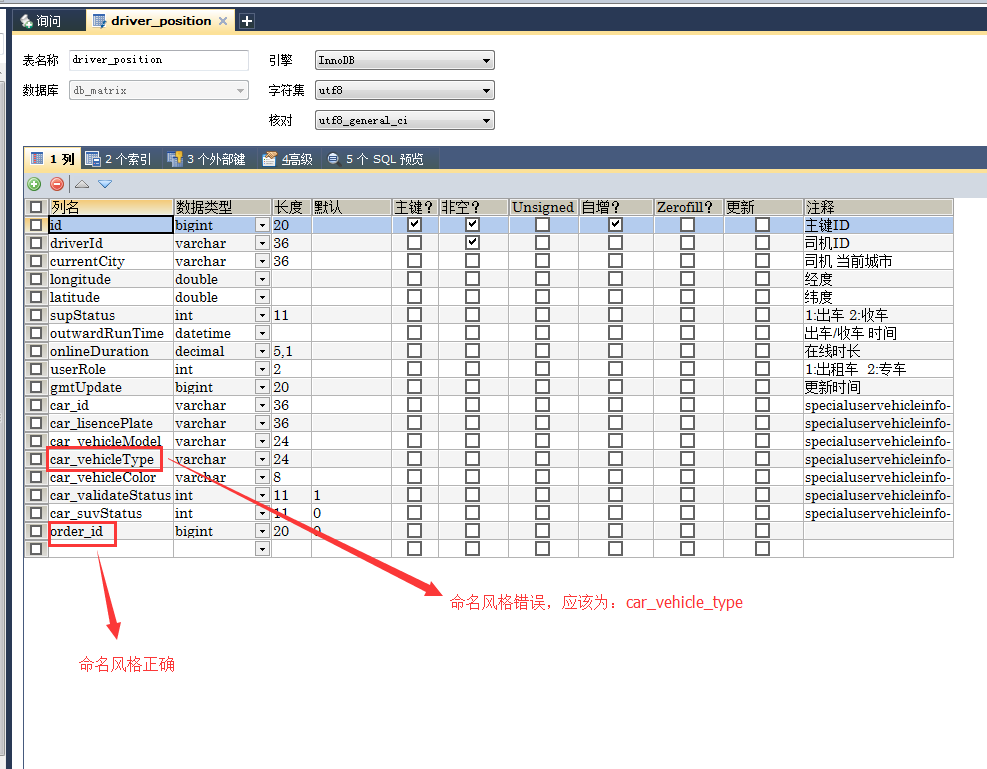 询问
driver_position
表名称 driver_position 引擎 InnoDB
数据库 db_matrix 字符集 utf8
核对 utf8_general_ci
1 列 2 个索引 3 个外部键 4高级 5 个 SQL 预览
列名 数据类型 长度 默认 主键? 非空? Unsigned 自增? Zerofill? 更新 注释
id bigint 20 主键ID
driverId varchar 36 司机ID
currentCity varchar 36 司机 当前城市
longitude double 经度
latitude double 纬度
supStatus int 11 1:出车 2:收车
outwardRunTime datetime 出车/收车 时间
onlineDuration decimal 5,1 在线时长
userRole int 2 1:出租车 2:专车
gmtUpdate bigint 20 更新时间
car_id varchar 36 specialuservehicleinfo-
car_lisencePlate varchar 36 specialuservehicleinfo-
car_vehicleModel varchar 24 specialuservehicleinfo-
car_vehicleType varchar 24 specialuservehicleinfo-
car_vehicleColor varchar 8 specialuservehicleinfo-
car_validateStatus int 11 1 specialuservehicleinfo-
car_suvStatus int 11 0 specialuservehicleinfo-
order_id bigint 20 0
命名风格错误，应该为：car_vehicle_type
命名风格正确